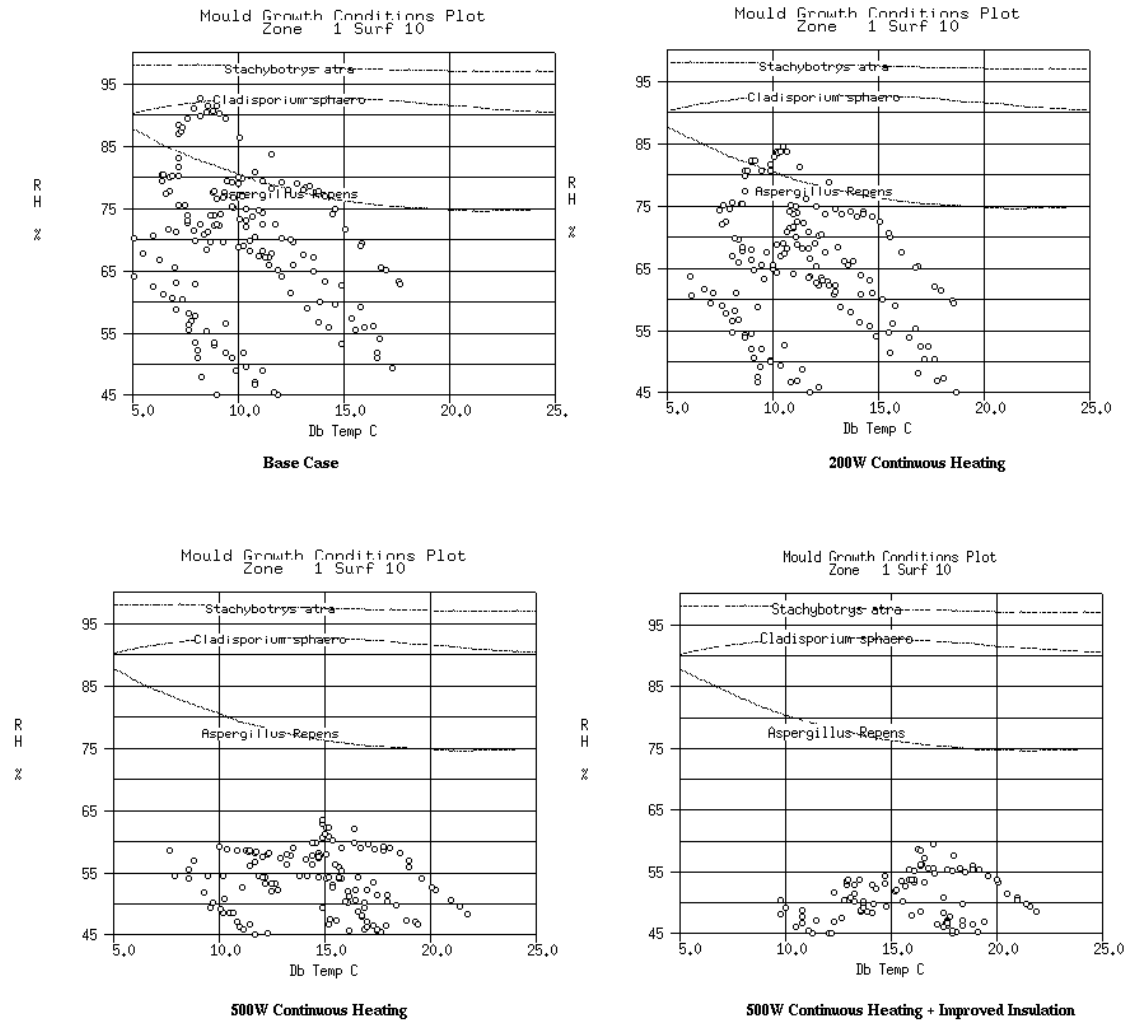 Mould Growth Conditions Plot
Zone 1 Surf 10
Stachybotrys atra
Cladisporium sphaero
Aspergillus Repens
95
85
75
65
55
45
R
H
%
5.0 10.0 15.0 20.0 25.
Db Temp C
Base Case
Mould Growth Conditions Plot
Zone 1 Surf 10
Stachybotrys atra
Cladisporium sphaero
Aspergillus Repens
95
85
75
65
55
45
R
H
%
5.0 10.0 15.0 20.0 25.0
Db Temp C
200W Continuous Heating
Mould Growth Conditions Plot
Zone 1 Surf 10
Stachybotrys atra
Cladisporium sphaero
Aspergillus Repens
95
85
75
65
55
45
R
H
%
5.0 10.0 15.0 20.0 25.0
Db Temp C
500W Continuous Heating
Mould Growth Conditions Plot
Zone 1 Surf 10
Stachybotrys atra
Cladisporium sphaero
Aspergillus Repens
95
85
75
65
55
45
R
H
%
5.0 10.0 15.0 20.0 25.0
Db Temp C
500W Continuous Heating + Improved Insulation